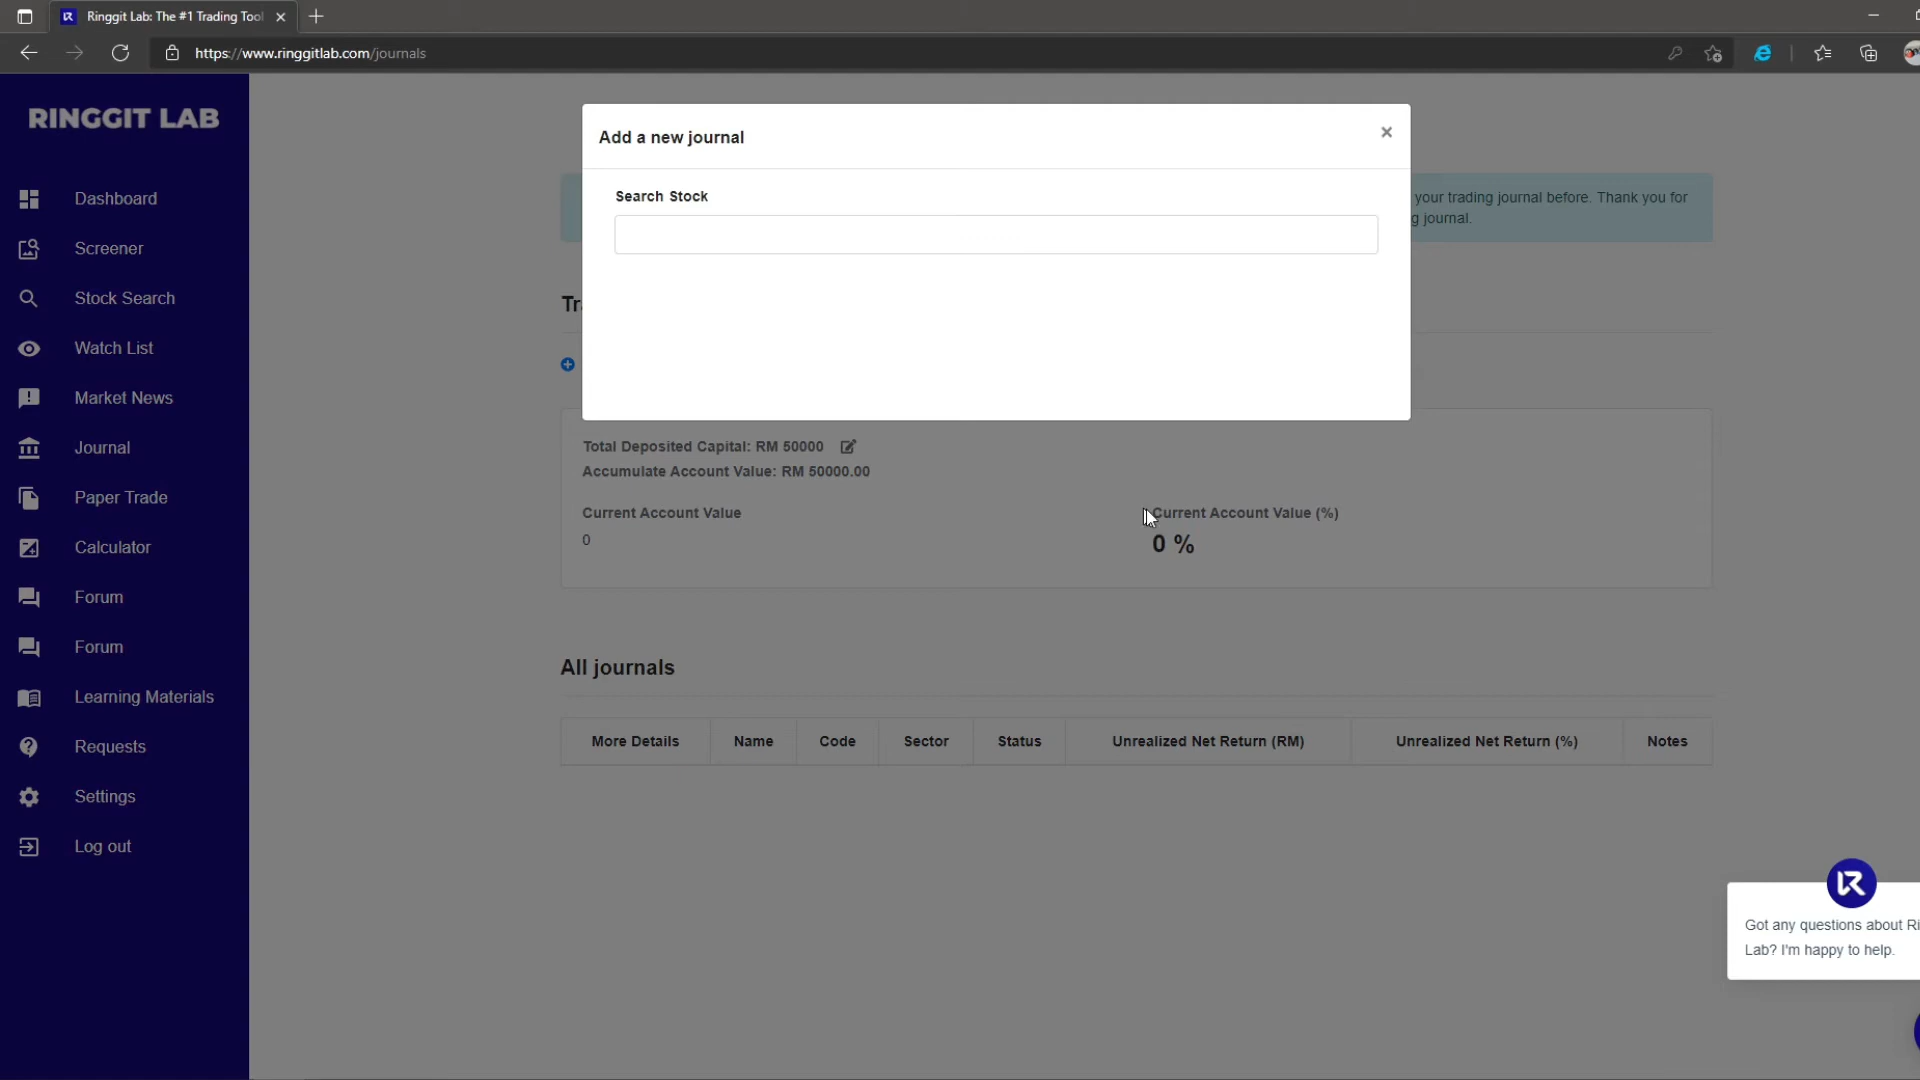 Ringgit Lab: The #1 Trading Tool
https://www.ringgitlab.com/journals
RINGGIT LAB
Dashboard
Screener
Stock Search
Watch List
Market News
Journal
Paper Trade
Calculator
Forum
Forum
Learning Materials
Requests
Settings
Log out
Add a new journal
×
Search Stock
your trading journal before. Thank you for
g journal.
Tr
Total Deposited Capital: RM 50000
Accumulate Account Value: RM 50000.00
Current Account Value
0
Current Account Value (%)
0 %
All journals
More Details Name Code Sector Status Unrealized Net Return (RM) Unrealized Net Return (%) Notes
Got any questions about Ri
Lab? I'm happy to help.